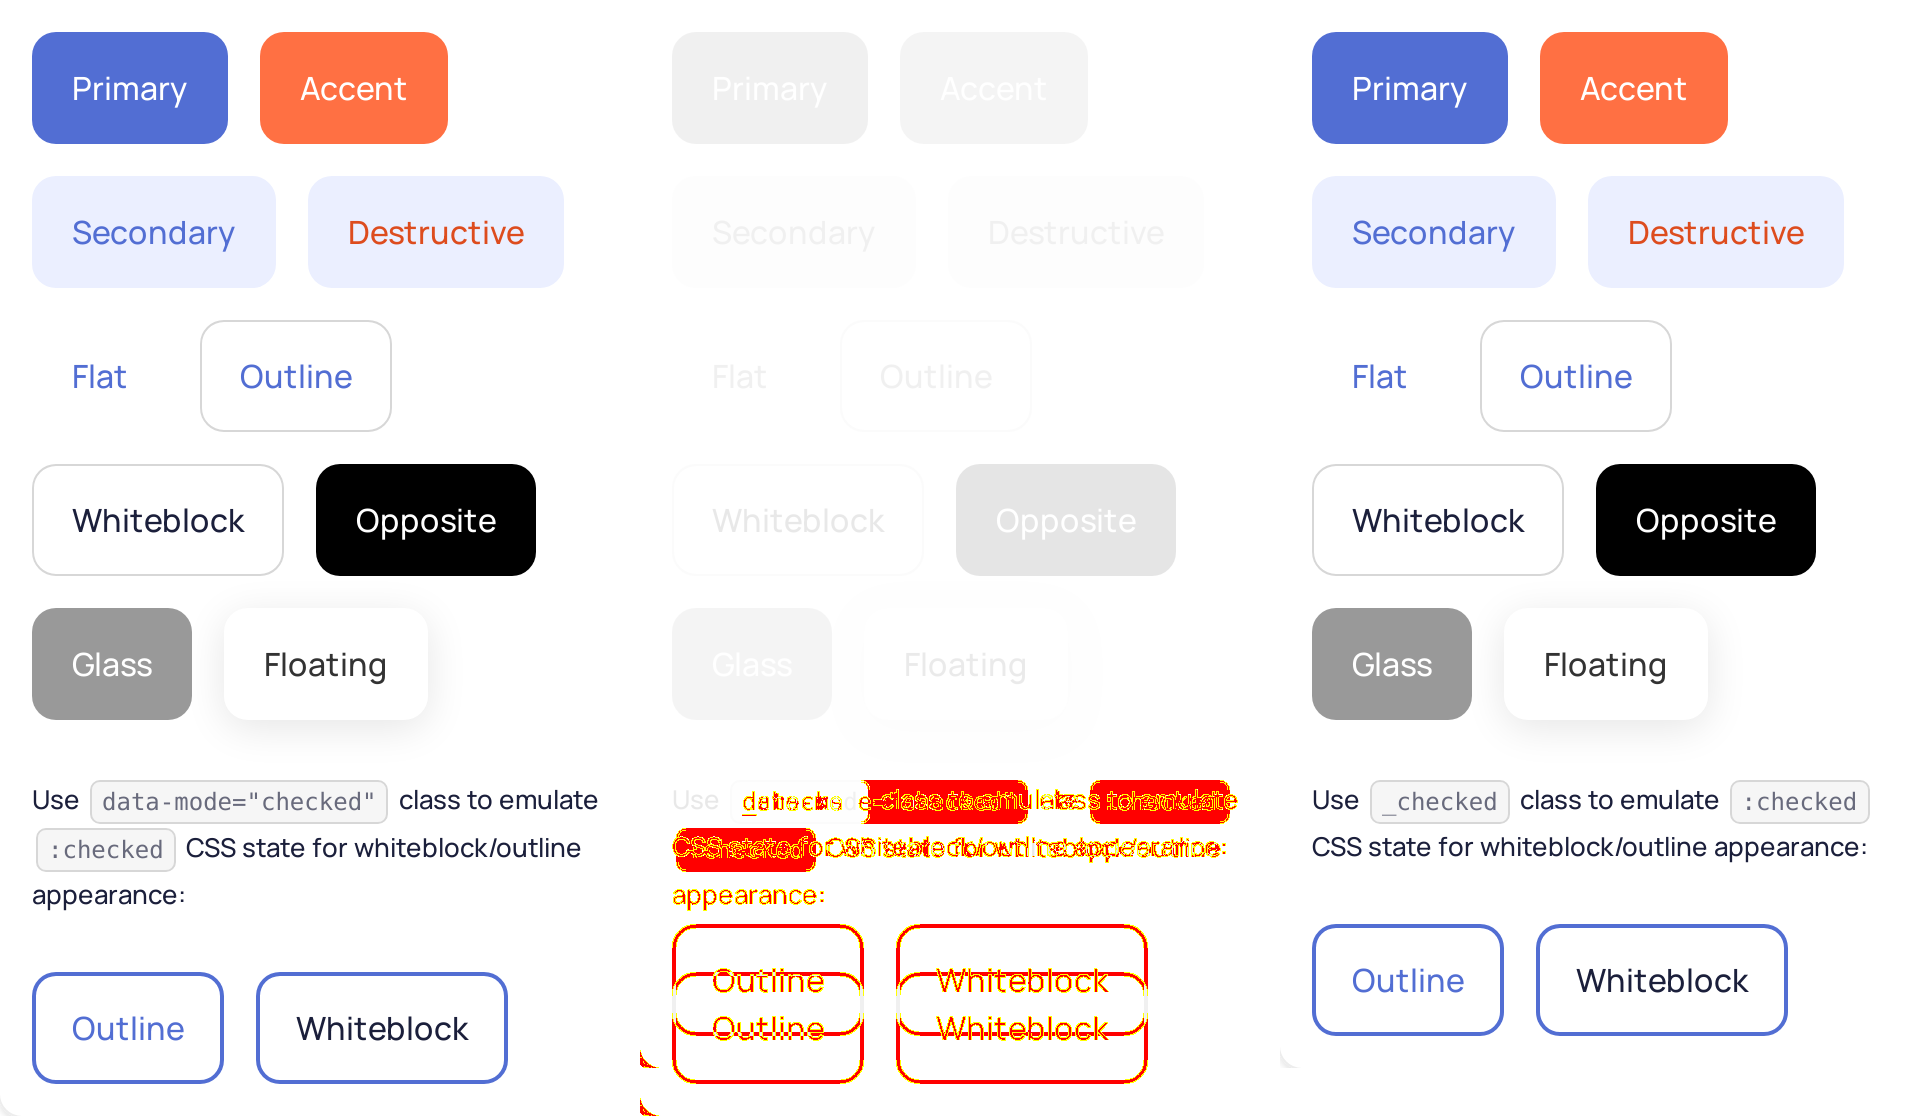 Primary Accent
Secondary Destructive
Flat Outline
Whiteblock Opposite
Glass Floating
Use data-mode="checked" class to emulate
:checked CSS state for whiteblock/outline
appearance:
Outline Whiteblock
Primary Accent
Secondary Destructive
Flat Outline
Whiteblock Opposite
Glass Floating
Use
appearance:
Outline Whiteblock
Outline Whiteblock
Primary Accent
Secondary Destructive
Flat Outline
Whiteblock Opposite
Glass Floating
Use _checked class to emulate :checked
CSS state for whiteblock/outline appearance:
Outline Whiteblock